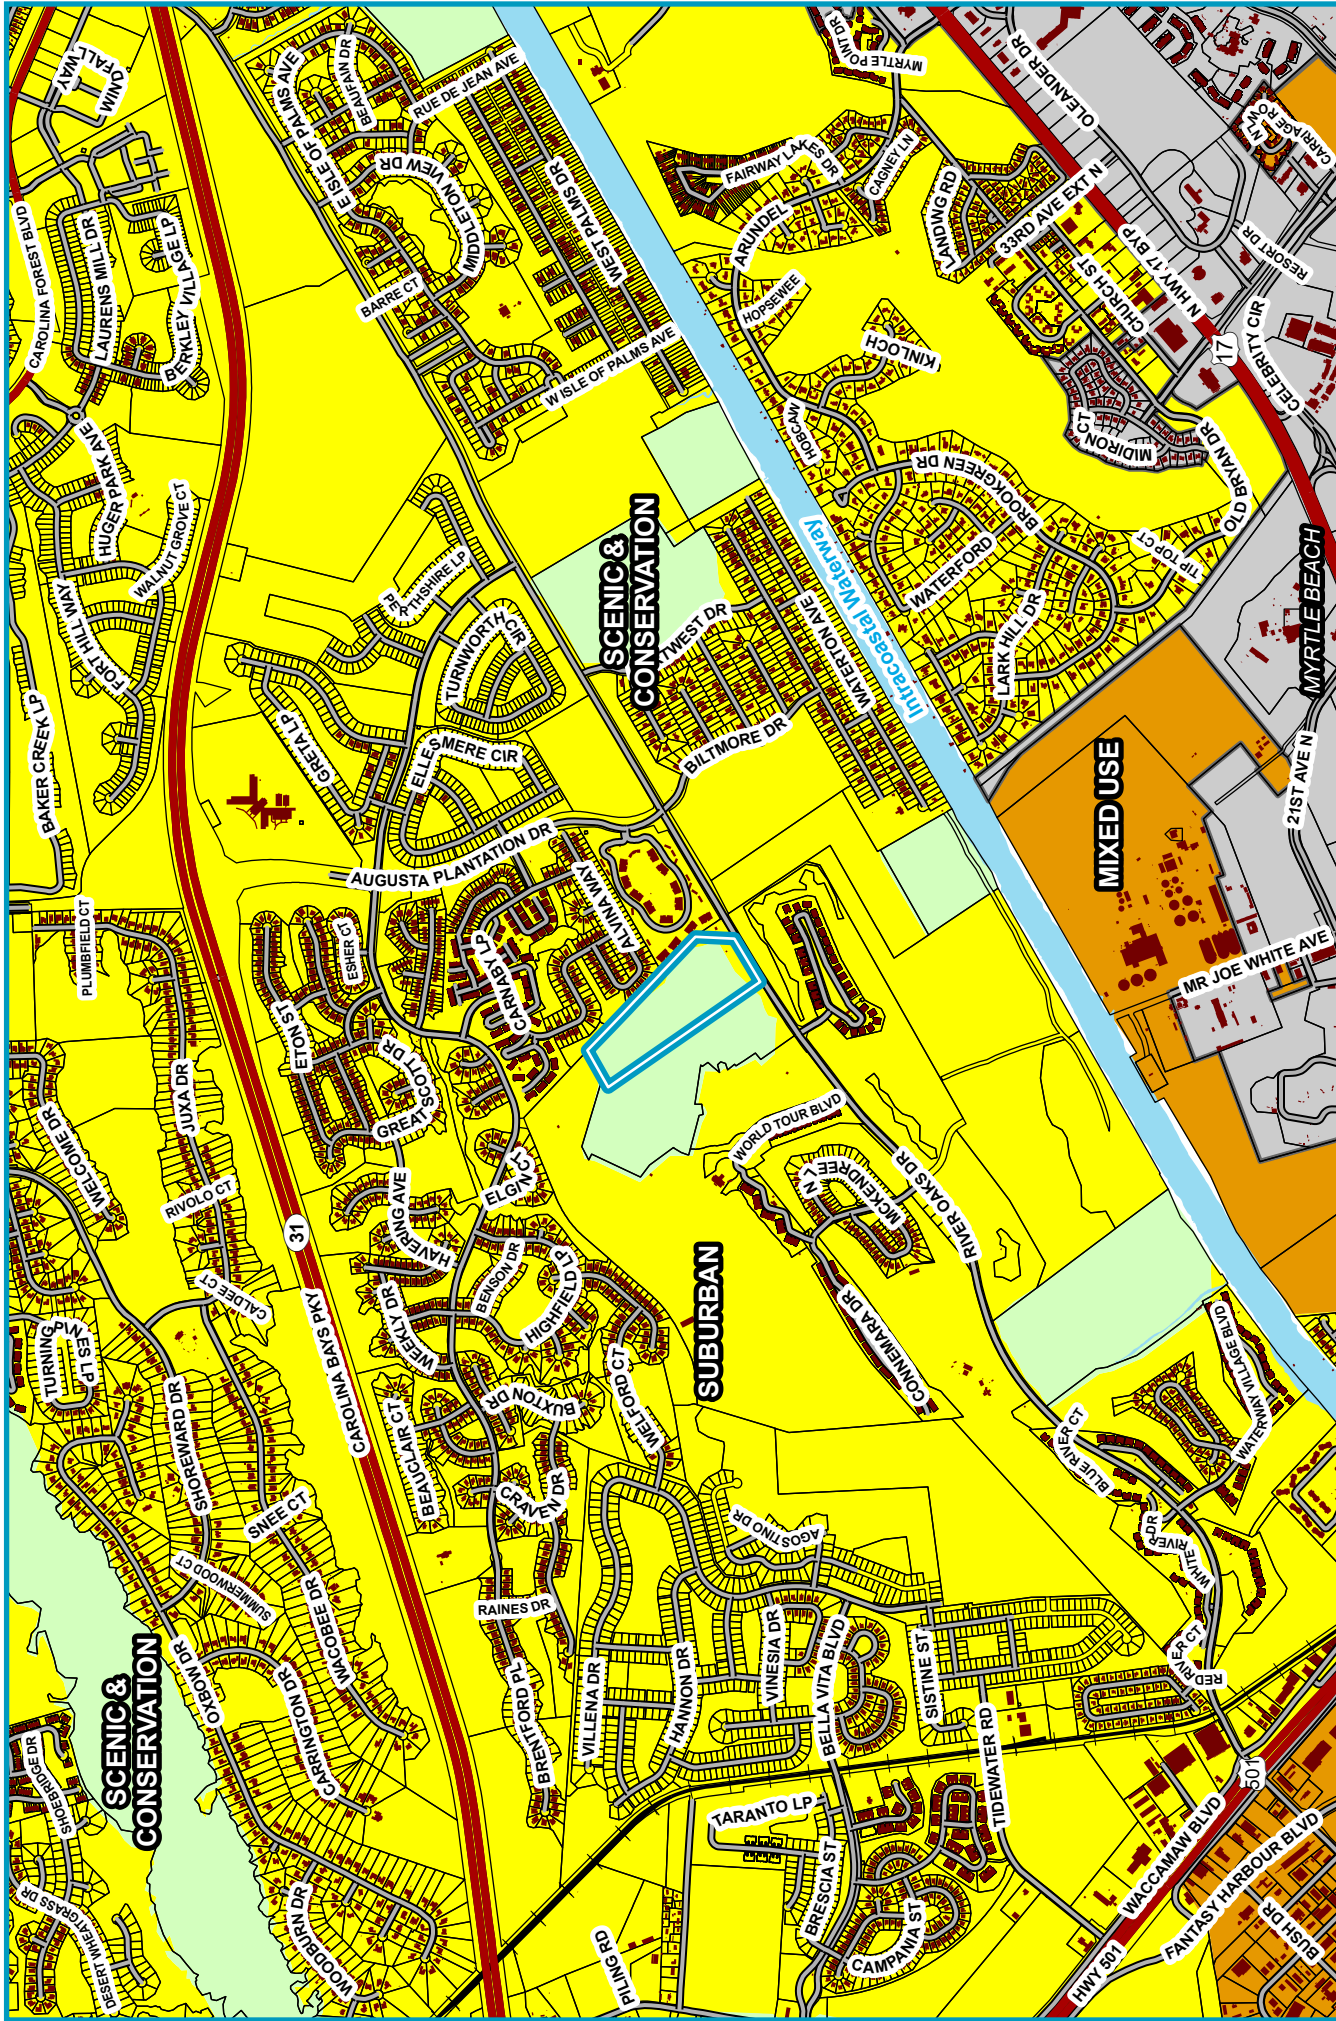 WINDFALL
WAY
CAROLINA FOREST BLVD
LAURENS MILL DR
BERKLEY VILLAGE LP
HUGER PARK AVE
WALNUT GROVE CT
FORT HILL WAY
BAKER CREEK LP
PLUMBFIELD CT
JUXA DR
WELCOME DR
RIVOLO CT
CALDEE CT
TURNING PINES LP
SHOREWARD DR
SNEE CT
SUMMERWOOD CT
WACOBEE DR
OXBOW DR
CARRINGTON DR
SCENIC &
CONSERVATION
SHOEBRIDGE DR
DESERT WHEATGRASS DR
WOODBURN DR
E ISLE OF PALMS AVE
BEAUFAIN DR
RUE DE JEAN AVE
MIDDLETON VIEW DR
BARRE CT
WEST PALMS DR
W ISLE OF PALMS AVE
PERTHSHIRE LP
TURNWORTH CIR
GRETA LP
ELLESMERE CIR
AUGUSTA PLANTATION DR
SCENIC &
CONSERVATION
TWEST DR
WATERTON AVE
BILTMORE DR
Intracoastal Waterway
ALVINA WAY
CARNABY LP
ESHER CT
ETON ST
GREAT SCOTT DR
ELGIN CT
HAVERING AVE
BENSON DR
HIGHFIELD LP
WEEKLY DR
31
CAROLINA BAYS PKY
BEAUCLAIR CT
BUXTON DR
WELFORD CT
CRAVEN DR
RAINES DR
BRENTFORD PL
SUBURBAN
WORLD TOUR BLVD
MCKENDREE N
RIVER OAKS DR
CONNEMARA DR
AGOSTINO DR
VILLENA DR
HANNON DR
VINESIA DR
BELLA VITA BLVD
SISTINE ST
TIDEWATER RD
TARANTO LP
BRESCIA ST
CAMPANIA ST
PILING RD
BLUE RIVER CT
WHITE RIVER DR
RED RIVER CT
WATERWAY VILLAGE BLVD
501
WACCAMAW BLVD
HWY 501
FANTASY HARBOUR BLVD
BUSH DR
MYRTLE POINT DR
OLEANDER DR
FAIRWAY LAKES DR
CAGNEY LN
ARUNDEL
LANDING RD
33RD AVE EXT N
CHURCH ST
N HWY 17 BYP
17
RESORT DR
CELEBRITY CIR
HOPSEWEE
KINLOCH
HOBCAW
MIDIRON CT
BROOKGREEN DR
WATERFORD
OLD BRYAN DR
TIP TOP CT
LARK HILL DR
MYRTLE BEACH
MIXED USE
21ST AVE N
MR JOE WHITE AVE